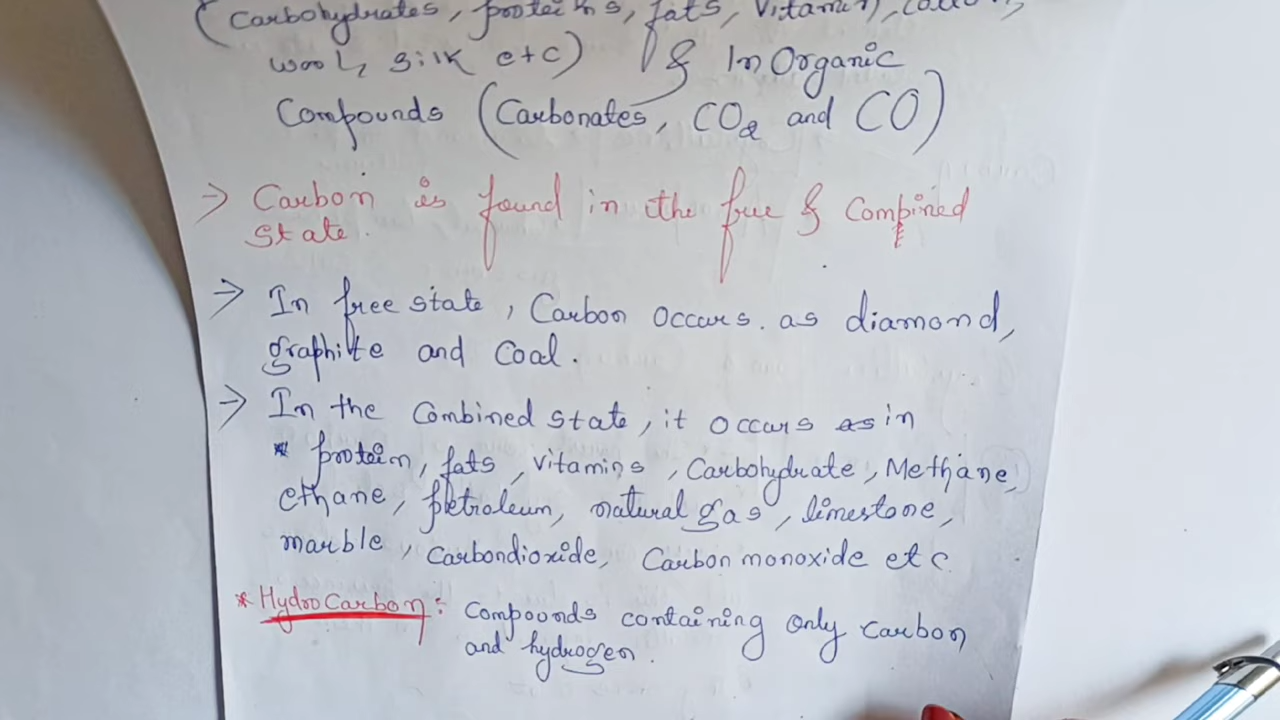 (Carbohydrates, proteins, fats, Vitamin,
wool, silk etc) & InOrganic
Compounds (Carbonates, CO2 and CO)
-> Carbon is found in the free & Combined
State.
-> In free state, Carbon occurs. as diamond,
graphite and Coal.
-> In the Combined state, it occurs as in
* protein, fats, vitamins, Carbohydrate, Methane,
ethane, petroleum, natural gas, limestone,
marble, Carbondioxide, Carbon monoxide etc
* HydroCarbon: Compounds containing only carbon
and hydrogen.